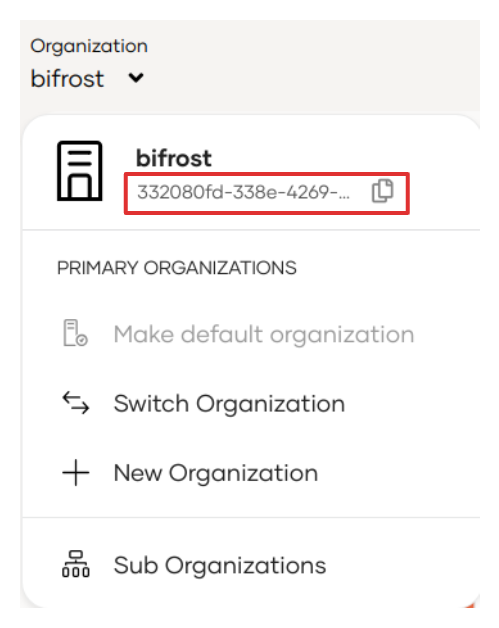 Organization
bifrost
bifrost
332080fd-338e-4269-...
PRIMARY ORGANIZATIONS
Make default organization
Switch Organization
New Organization
Sub Organizations